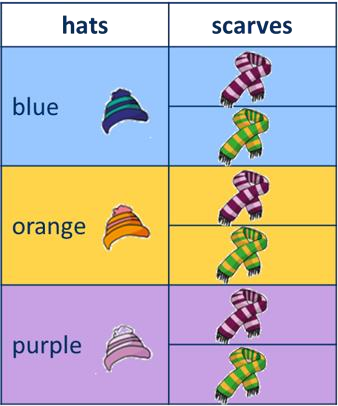 hats scarves
blue
orange
purple